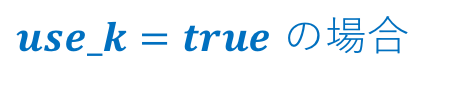 use_k = true の場合